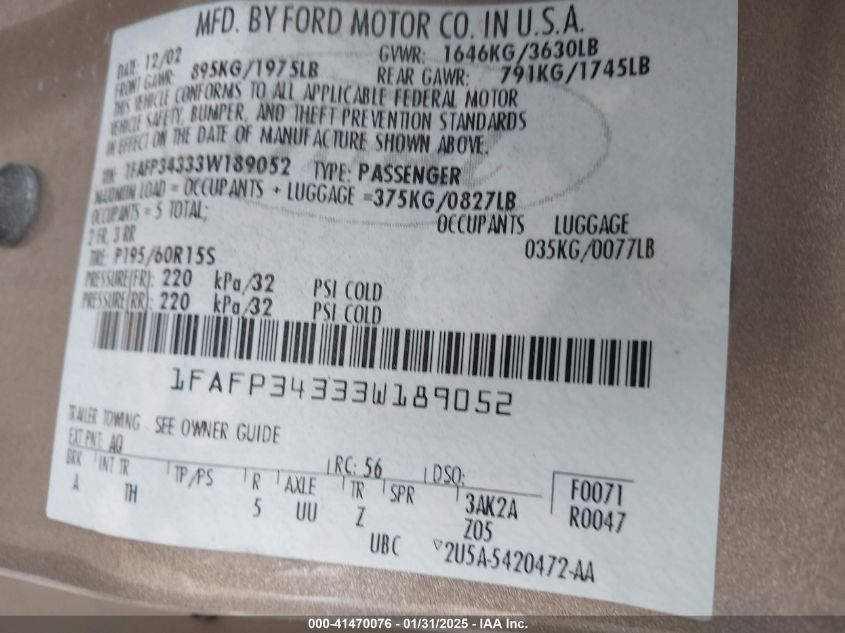 MFD. BY FORD MOTOR CO. IN U.S.A.
DATE: 12/02 GVWR: 1646KG/3630LB
FRONT GAWR: 895KG/1975LB REAR GAWR: 791KG/1745LB
THIS VEHICLE CONFORMS TO ALL APPLICABLE FEDERAL MOTOR
VEHICLE SAFETY, BUMPER, AND THEFT PREVENTION STANDARDS
IN EFFECT ON THE DATE OF MANUFACTURE SHOWN ABOVE.
VIN: 1FAFP34333W189052 TYPE: PASSENGER
MAXIMUM LOAD = OCCUPANTS + LUGGAGE =375KG/0827LB
OCCUPANTS = 5 TOTAL; OCCUPANTS LUGGAGE
2 FR, 3 RR 035KG/0077LB
TIRE: P195/60R15S
PRESSURE(FR): 220 kPa/32 PSI COLD
PRESSURE(RR): 220 kPa/32 PSI COLD
1FAFP34333W189052
TRAILER TOWING - SEE OWNER GUIDE
EXT PNT: AQ RC: 56 DSO:
BRK INT TR TP/PS R AXLE TR SPR 3AK2A F0071
A TH 5 UU Z Z05 R0047
UBC ▽2U5A-5420472-AA
000-41470076 - 01/31/2025 - IAA Inc.